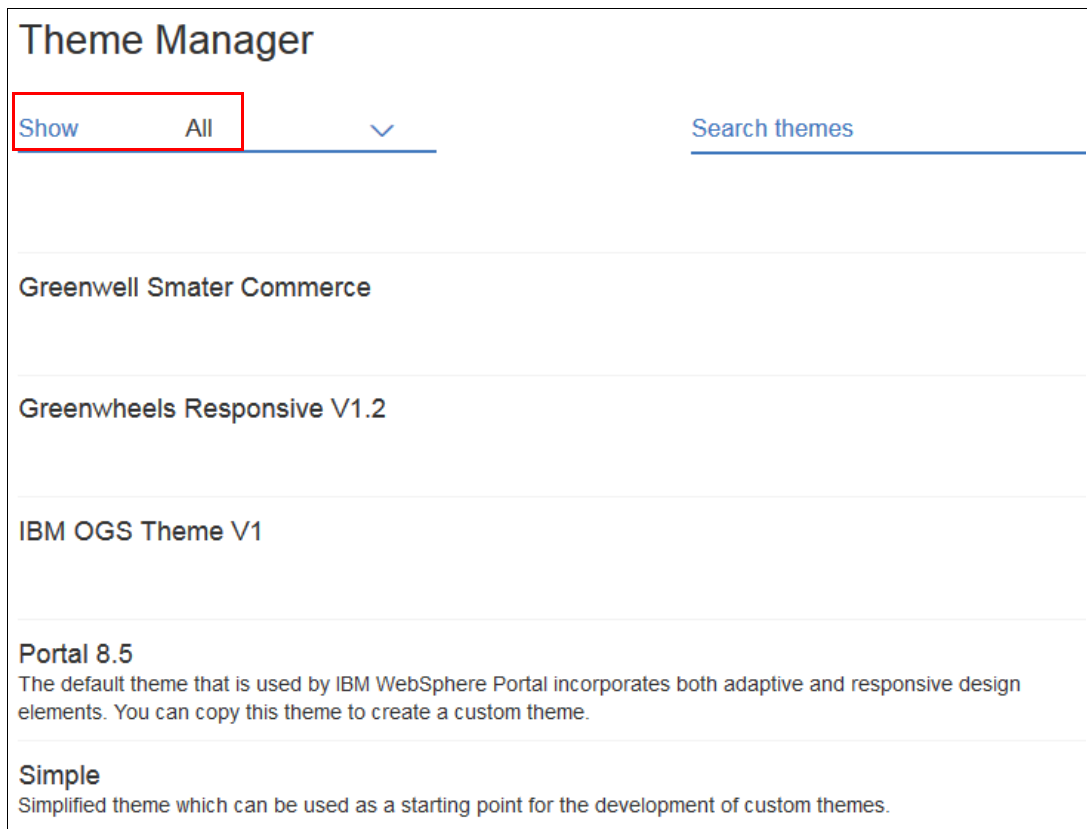 Theme Manager
Show All
Search themes
Greenwell Smater Commerce
Greenwheels Responsive V1.2
IBM OGS Theme V1
Portal 8.5
The default theme that is used by IBM WebSphere Portal incorporates both adaptive and responsive design
elements. You can copy this theme to create a custom theme.
Simple
Simplified theme which can be used as a starting point for the development of custom themes.